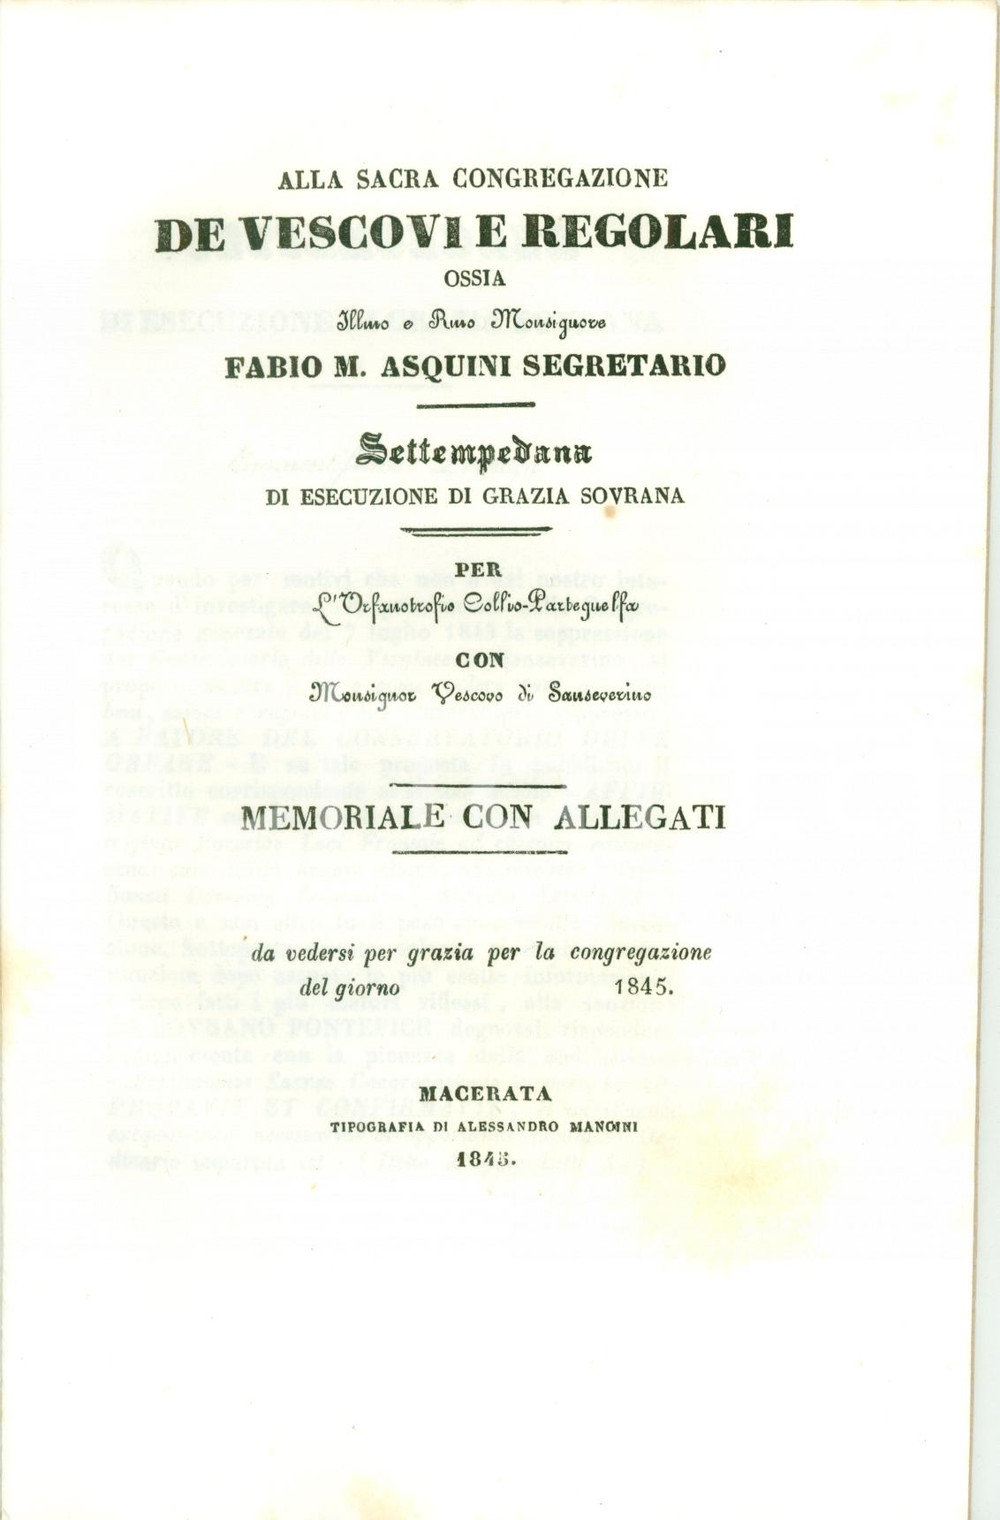 ALLA SACRA CONGREGAZIONE
DE VESCOVI E REGOLARI
OSSIA
Illmo e Rmo Monsignore
FABIO M. ASQUINI SEGRETARIO
Settempedana
DI ESECUZIONE DI GRAZIA SOVRANA
PER
L'Orfanotrofio Collio-Parteguelfa
CON
Monsignor Vescovo di Sanseverino
MEMORIALE CON ALLEGATI
da vedersi per grazia per la congregazione
del giorno 1845.
MACERATA
TIPOGRAFIA DI ALESSANDRO MANCINI
1845.